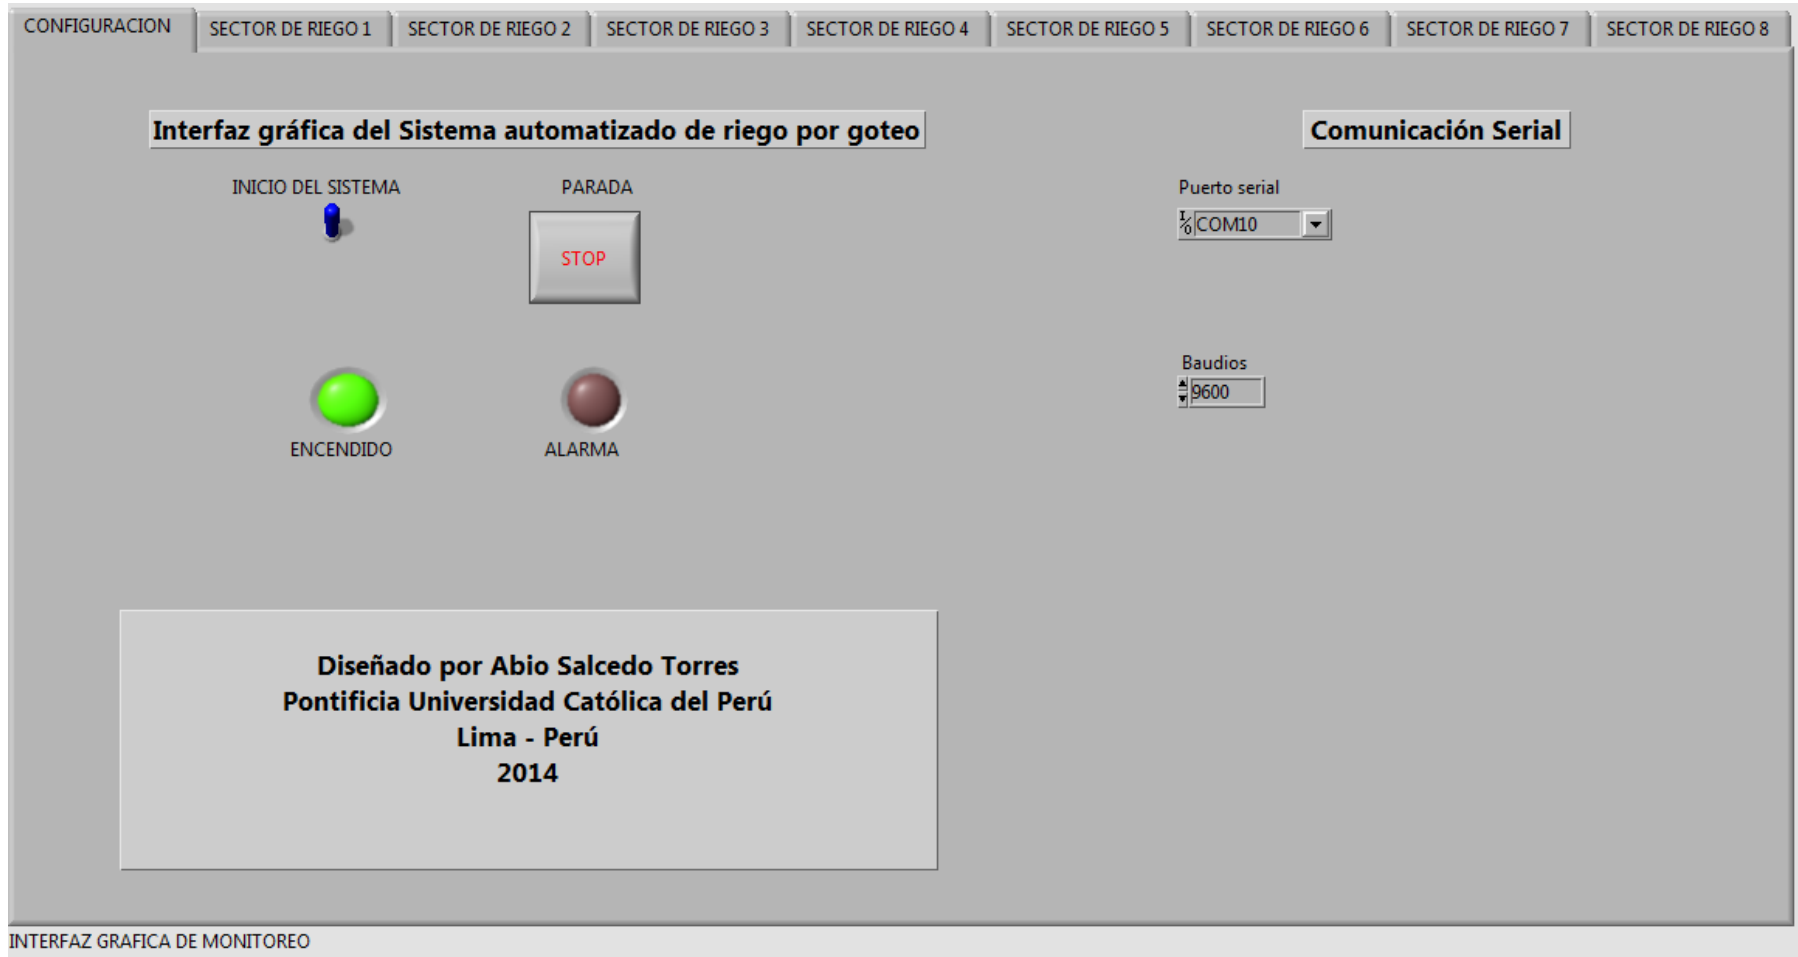 CONFIGURACION
SECTOR DE RIEGO 1
SECTOR DE RIEGO 2
SECTOR DE RIEGO 3
SECTOR DE RIEGO 4
SECTOR DE RIEGO 5
SECTOR DE RIEGO 6
SECTOR DE RIEGO 7
SECTOR DE RIEGO 8
Interfaz gráfica del Sistema automatizado de riego por goteo
INICIO DEL SISTEMA
PARADA
STOP
ENCENDIDO
ALARMA
Comunicación Serial
Puerto serial
I/O COM10
Baudios
9600
Diseñado por Abio Salcedo Torres
Pontificia Universidad Católica del Perú
Lima - Perú
2014
INTERFAZ GRAFICA DE MONITOREO